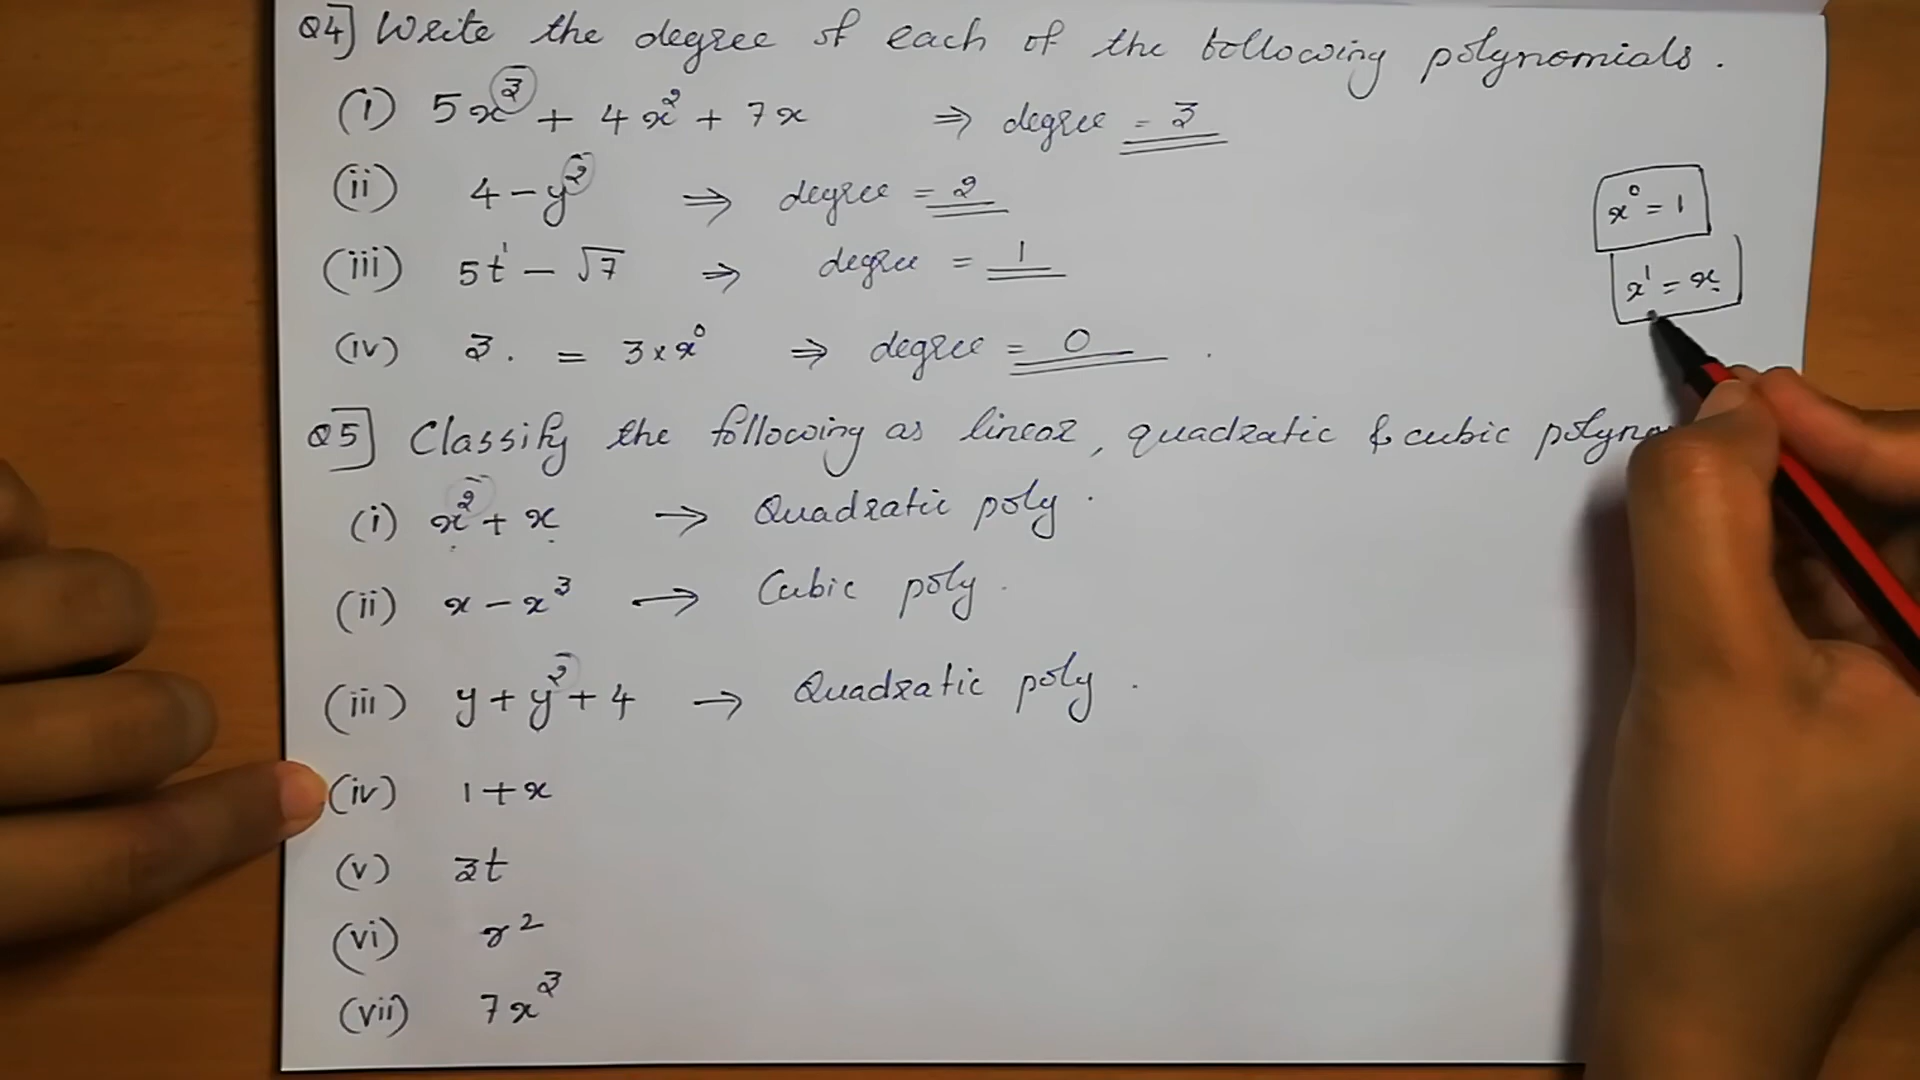 Q4] Write the degree of each of the following polynomials.
(i) 5x³ + 4x² + 7x ⇒ degree = 3
(ii) 4 - y² ⇒ degree = 2
(iii) 5t¹ - √7 ⇒ degree = 1
(iv) 3. = 3 × x⁰ ⇒ degree = 0
x⁰ = 1
x¹ = x
Q5] Classify the following as linear, quadratic & cubic
(i) x² + x → Quadratic poly.
(ii) x - x³ → Cubic poly.
(iii) y + y² + 4 → Quadratic poly.
(iv) 1 + x
(v) 3t
(vi) r²
(vii) 7x³